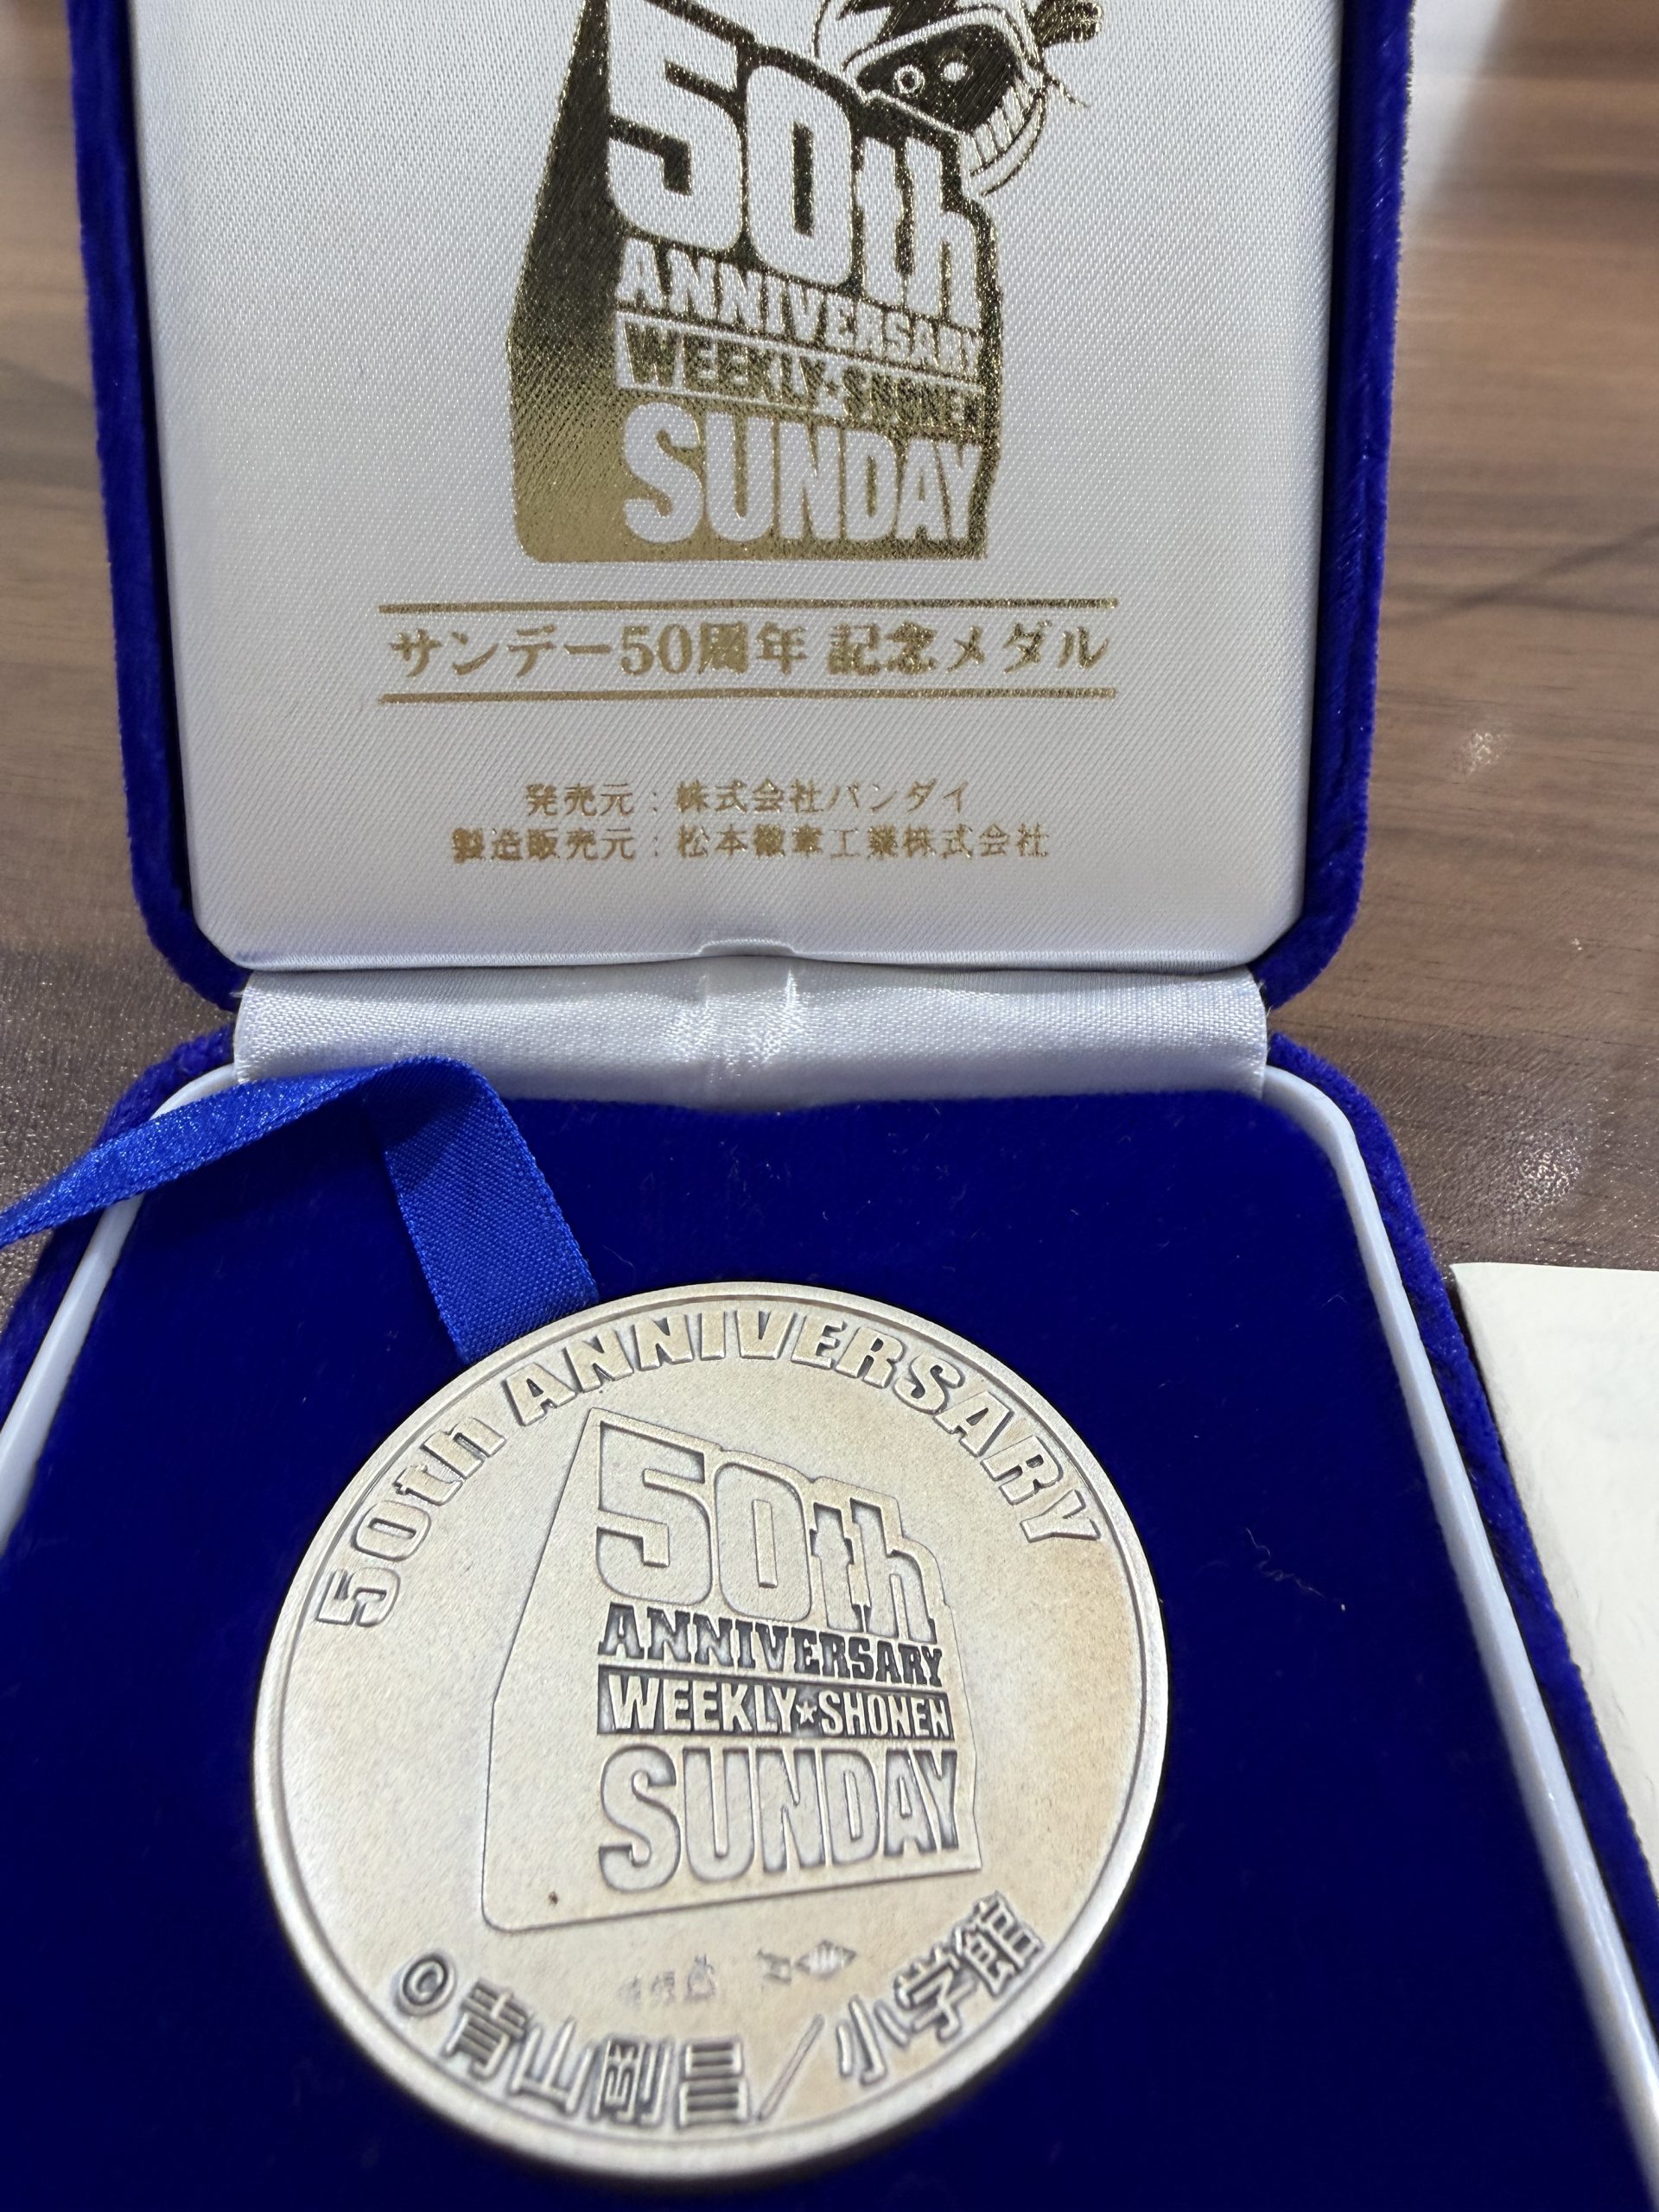 50th
ANNIVERSARY
WEEKLY★SHONEN
SUNDAY
サンデー50周年 記念メダル
発売元：株式会社バンダイ
製造販売元：松本徽章工業株式会社
50th ANNIVERSARY
50th
ANNIVERSARY
WEEKLY★SHONEN
SUNDAY
©青山剛昌／小学館